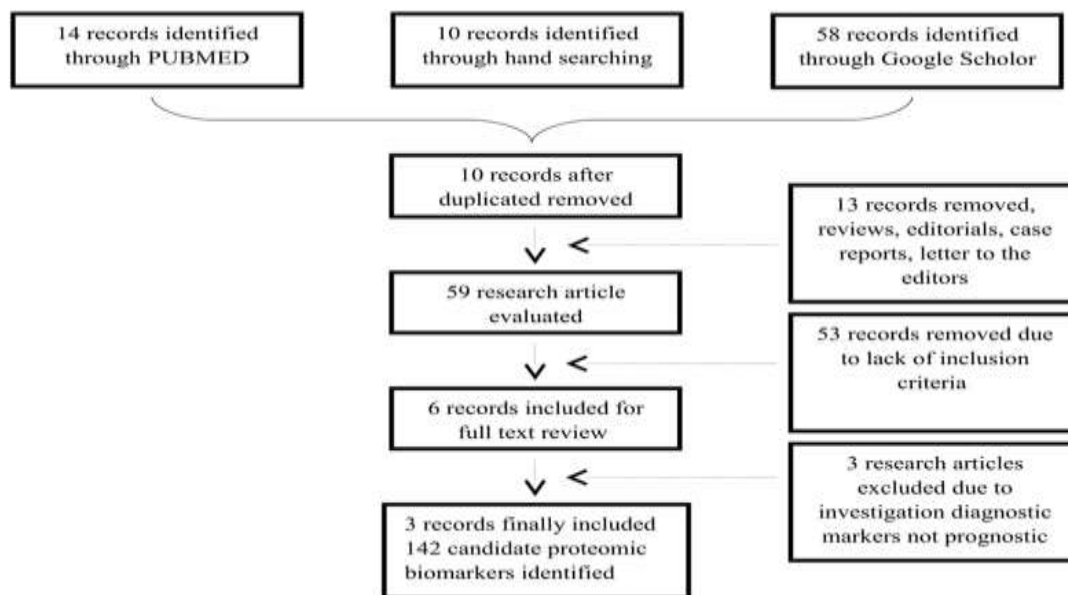 14 records identified
through PUBMED
10 records identified
through hand searching
58 records identified
through Google Scholor
10 records after
duplicated removed
13 records removed,
reviews, editorials, case
reports, letter to the
editors
59 research article
evaluated
53 records removed due
to lack of inclusion
criteria
6 records included for
full text review
3 research articles
excluded due to
investigation diagnostic
markers not prognostic
3 records finally included
142 candidate proteomic
biomarkers identified